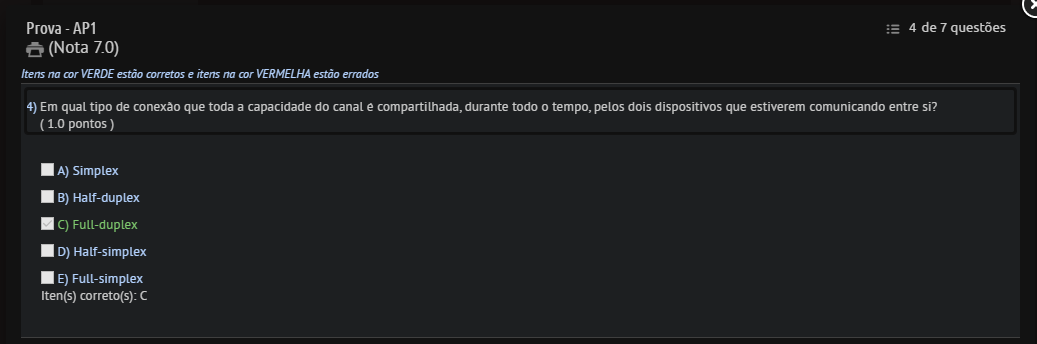 Prova - AP1
4 de 7 questões
(Nota 7.0)
Itens na cor VERDE estão corretos e itens na cor VERMELHA estão errados
4) Em qual tipo de conexão que toda a capacidade do canal é compartilhada, durante todo o tempo, pelos dois dispositivos que estiverem comunicando entre si?
( 1.0 pontos )
A) Simplex
B) Half-duplex
C) Full-duplex
D) Half-simplex
E) Full-simplex
Iten(s) correto(s): C